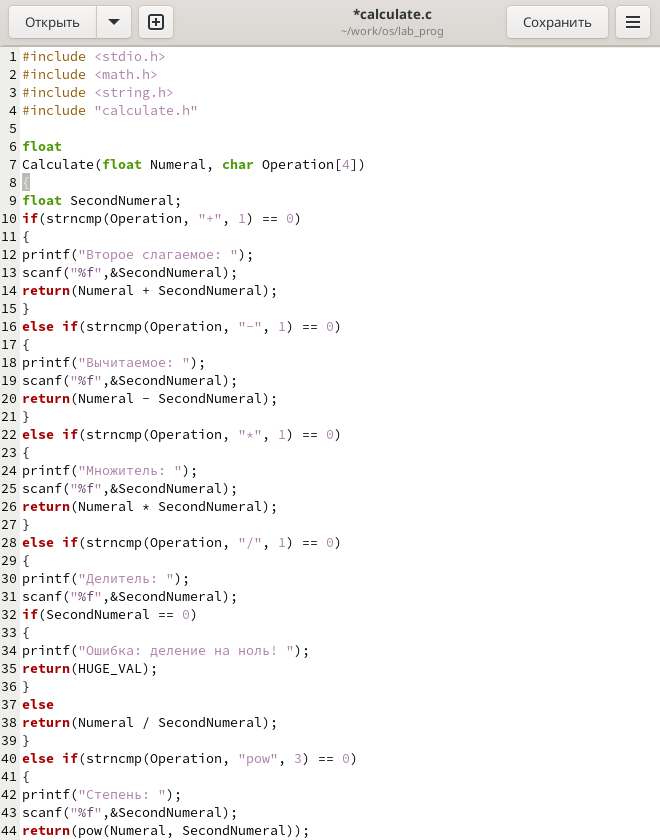 Открыть
*calculate.c
~/work/os/lab_prog
Сохранить
1 #include <stdio.h>
2 #include <math.h>
3 #include <string.h>
4 #include "calculate.h"
5
6 float
7 Calculate(float Numeral, char Operation[4])
8 {
9 float SecondNumeral;
10 if(strncmp(Operation, "+", 1) == 0)
11 {
12 printf("Второе слагаемое: ");
13 scanf("%f",&SecondNumeral);
14 return(Numeral + SecondNumeral);
15 }
16 else if(strncmp(Operation, "-", 1) == 0)
17 {
18 printf("Вычитаемое: ");
19 scanf("%f",&SecondNumeral);
20 return(Numeral - SecondNumeral);
21 }
22 else if(strncmp(Operation, "*", 1) == 0)
23 {
24 printf("Множитель: ");
25 scanf("%f",&SecondNumeral);
26 return(Numeral * SecondNumeral);
27 }
28 else if(strncmp(Operation, "/", 1) == 0)
29 {
30 printf("Делитель: ");
31 scanf("%f",&SecondNumeral);
32 if(SecondNumeral == 0)
33 {
34 printf("Ошибка: деление на ноль! ");
35 return(HUGE_VAL);
36 }
37 else
38 return(Numeral / SecondNumeral);
39 }
40 else if(strncmp(Operation, "pow", 3) == 0)
41 {
42 printf("Степень: ");
43 scanf("%f",&SecondNumeral);
44 return(pow(Numeral, SecondNumeral));